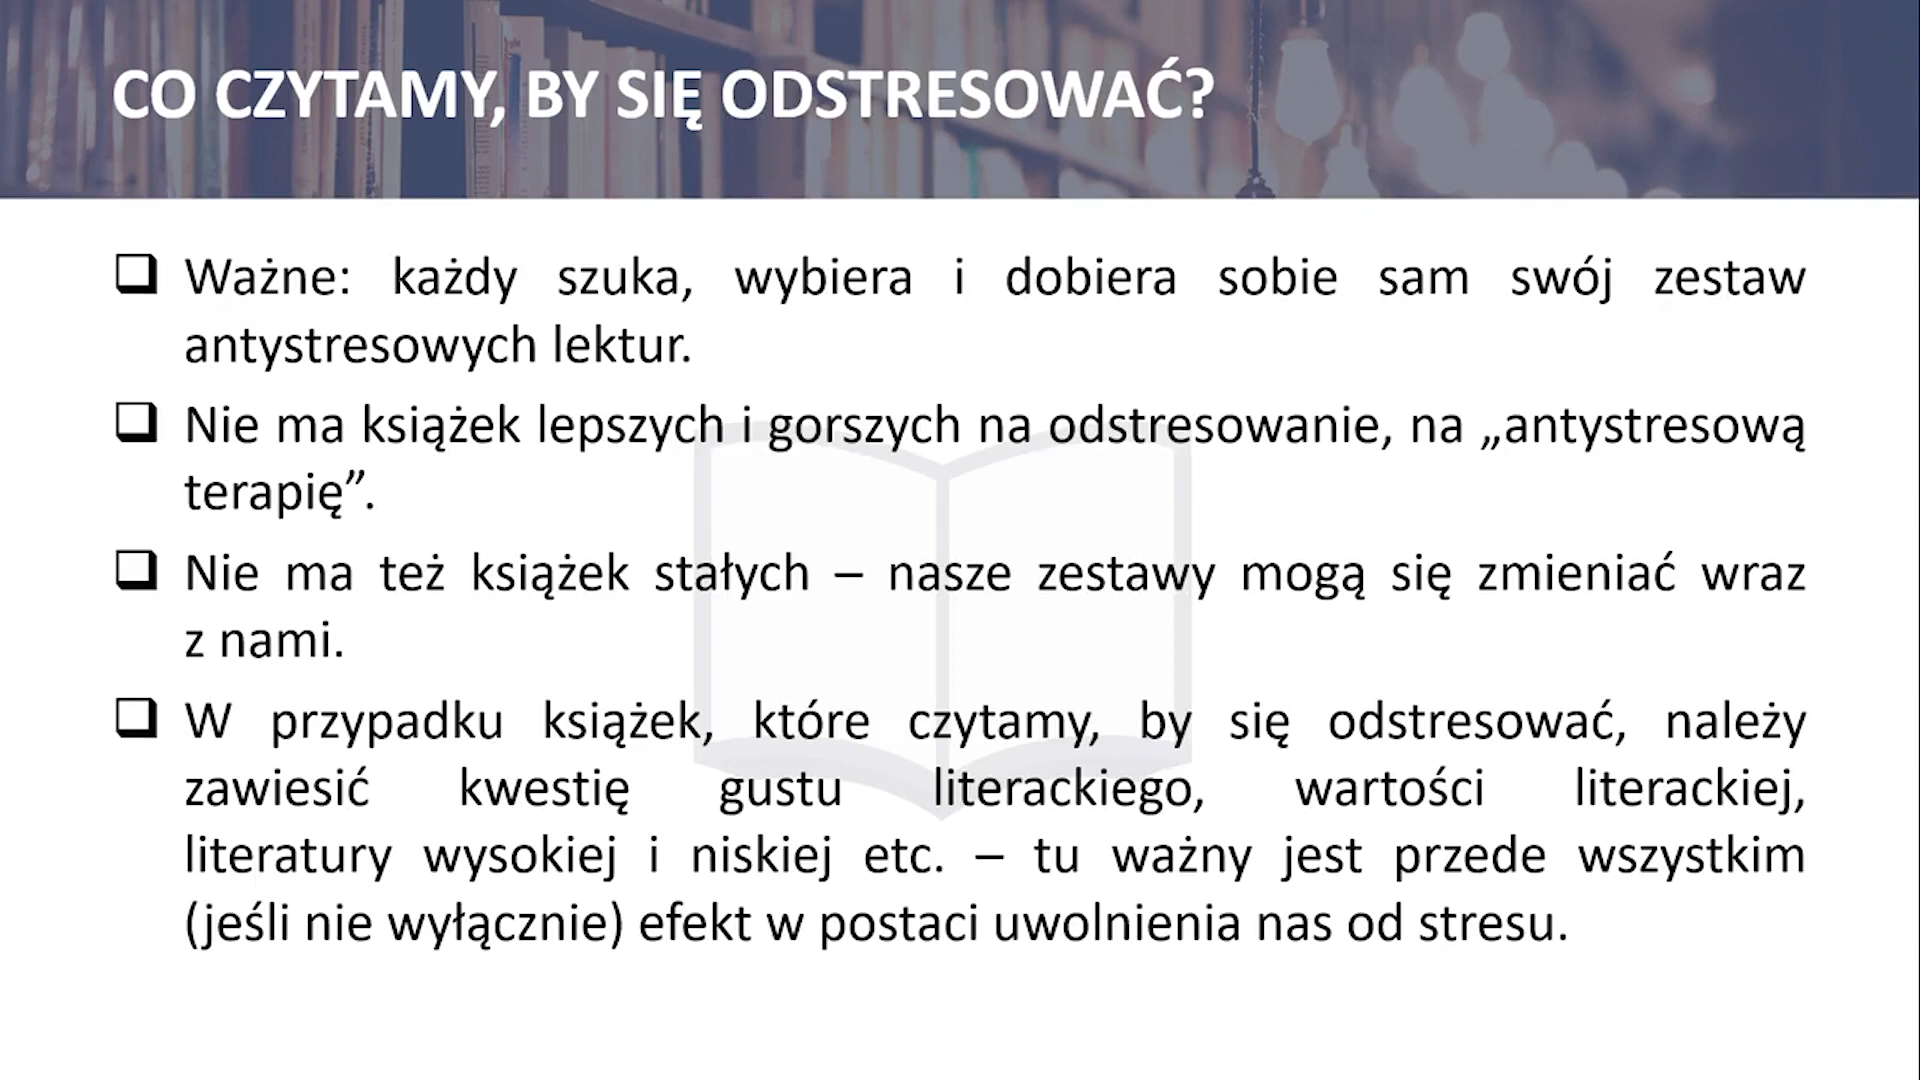 CO CZYTAMY, BY SIĘ ODSTRESOWAĆ?
Ważne: każdy szuka, wybiera i dobiera sobie sam swój zestaw
antystresowych lektur.
Nie ma książek lepszych i gorszych na odstresowanie, na „antystresową
terapię”.
Nie ma też książek stałych – nasze zestawy mogą się zmieniać wraz
z nami.
W przypadku książek, które czytamy, by się odstresować, należy
zawiesić kwestię gustu literackiego, wartości literackiej,
literatury wysokiej i niskiej etc. – tu ważny jest przede wszystkim
(jeśli nie wyłącznie) efekt w postaci uwolnienia nas od stresu.